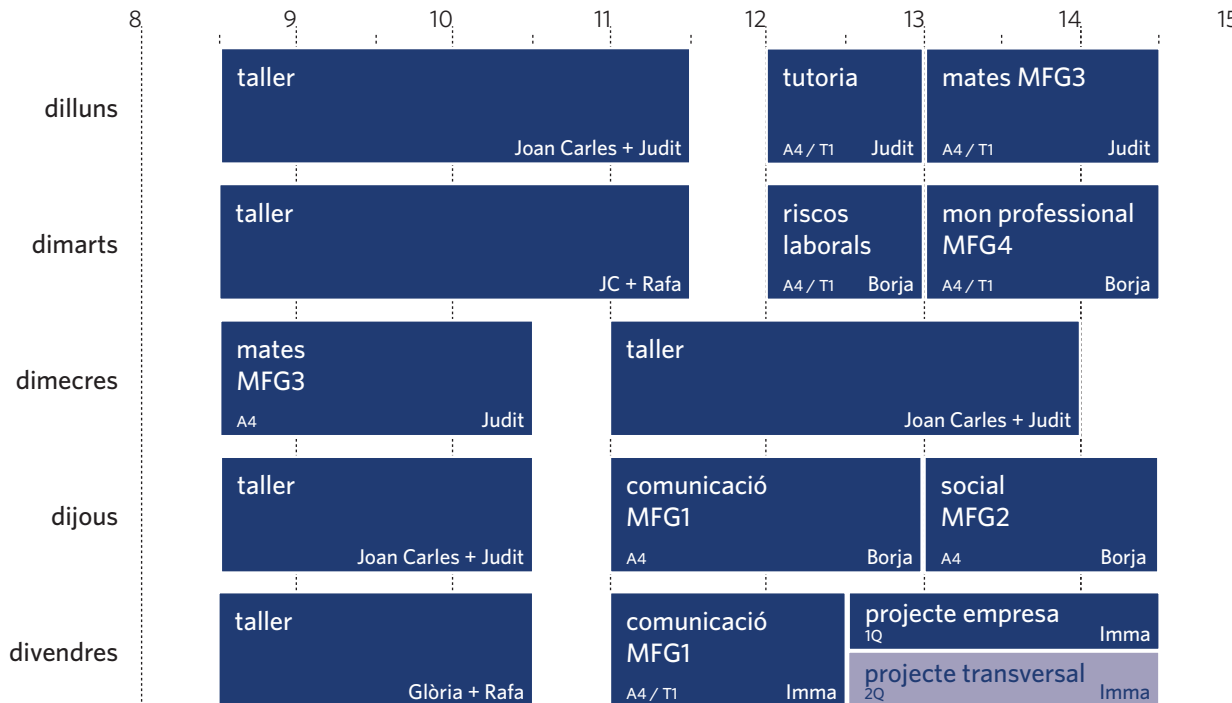 8 9 10 11 12 13 14 15
dilluns
taller
Joan Carles + Judit
tutoria
A4 / T1 Judit
mates MFG3
A4 / T1 Judit
dimarts
taller
JC + Rafa
riscos
laborals
A4 / T1 Borja
mon professional
MFG4
A4 / T1 Borja
dimecres
mates
MFG3
A4 Judit
taller
Joan Carles + Judit
dijous
taller
Joan Carles + Judit
comunicació
MFG1
A4 Borja
social
MFG2
A4 Borja
divendres
taller
Glòria + Rafa
comunicació
MFG1
A4 / T1 Imma
projecte empresa
1Q Imma
projecte transversal
2Q Imma